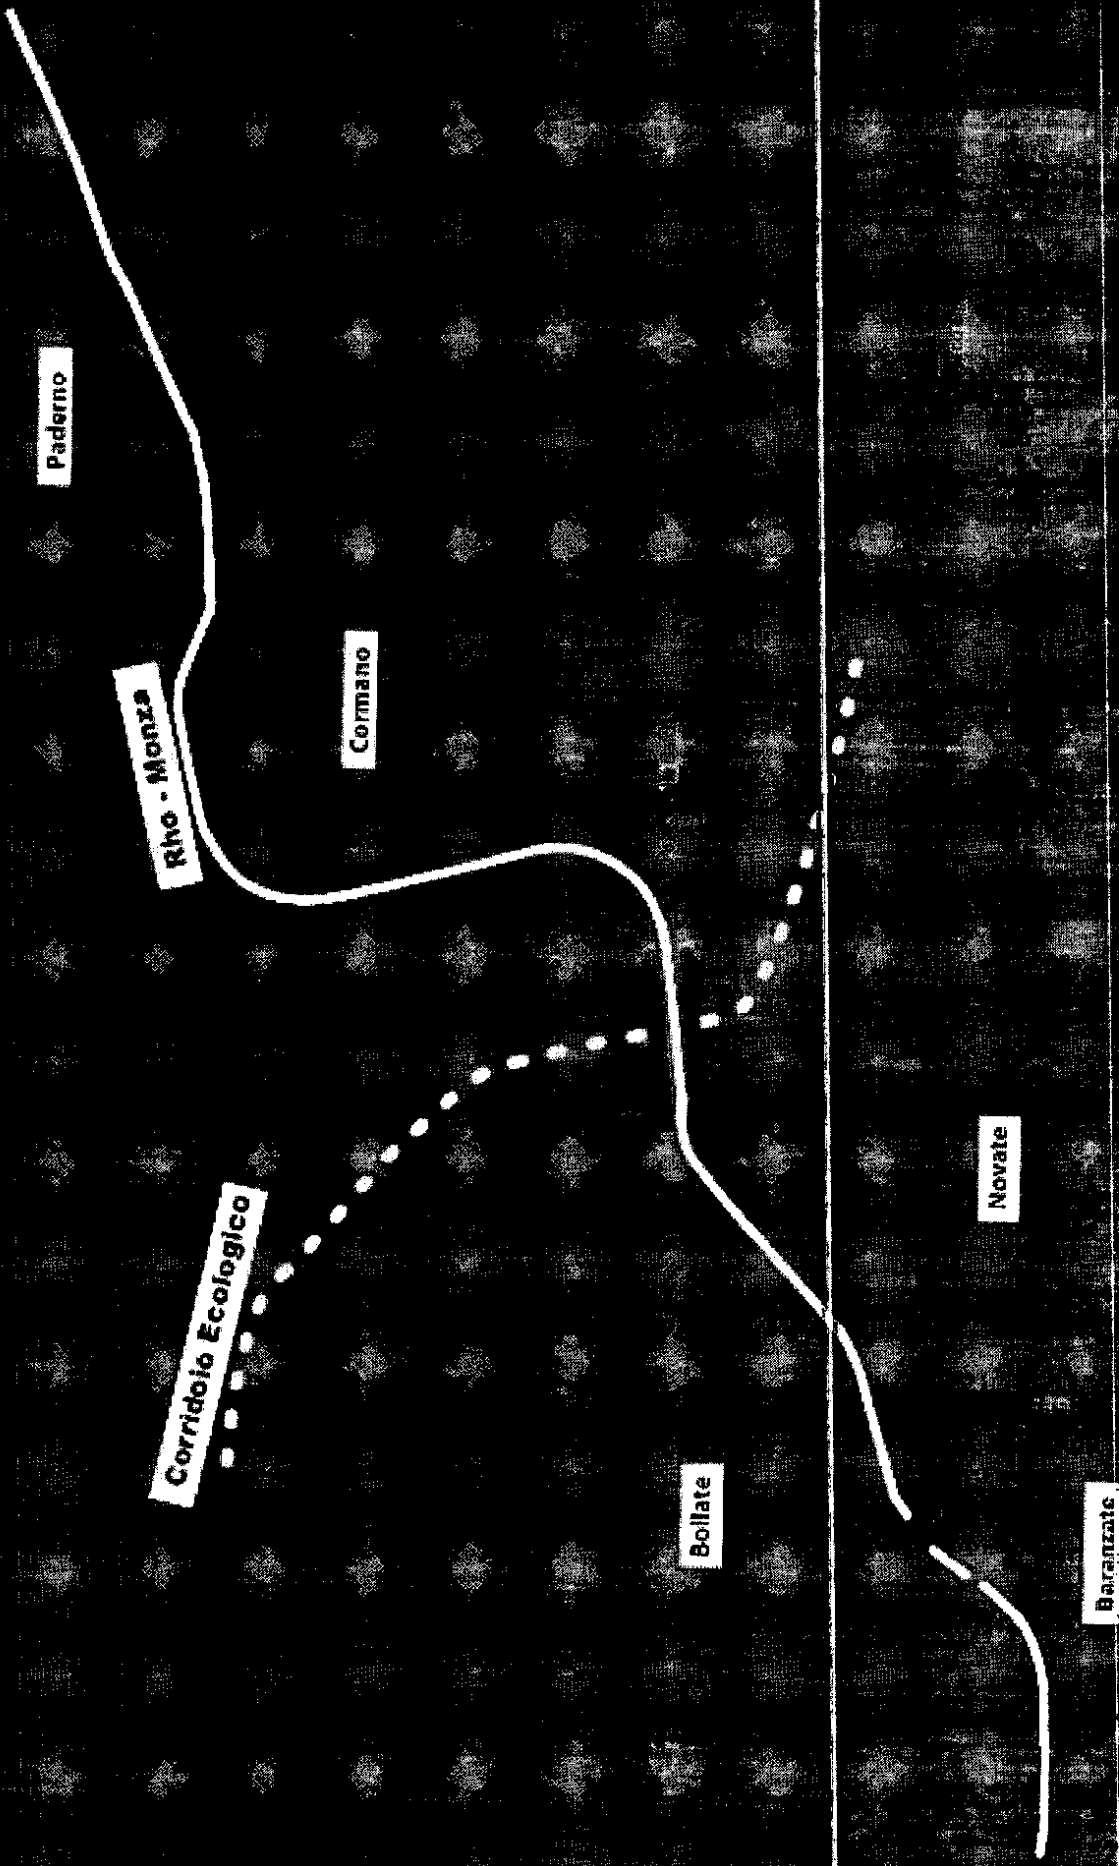 Paderno
Rho - Monza
Cormano
Corridoio Ecologico
Bollate
Novate
Baranzate